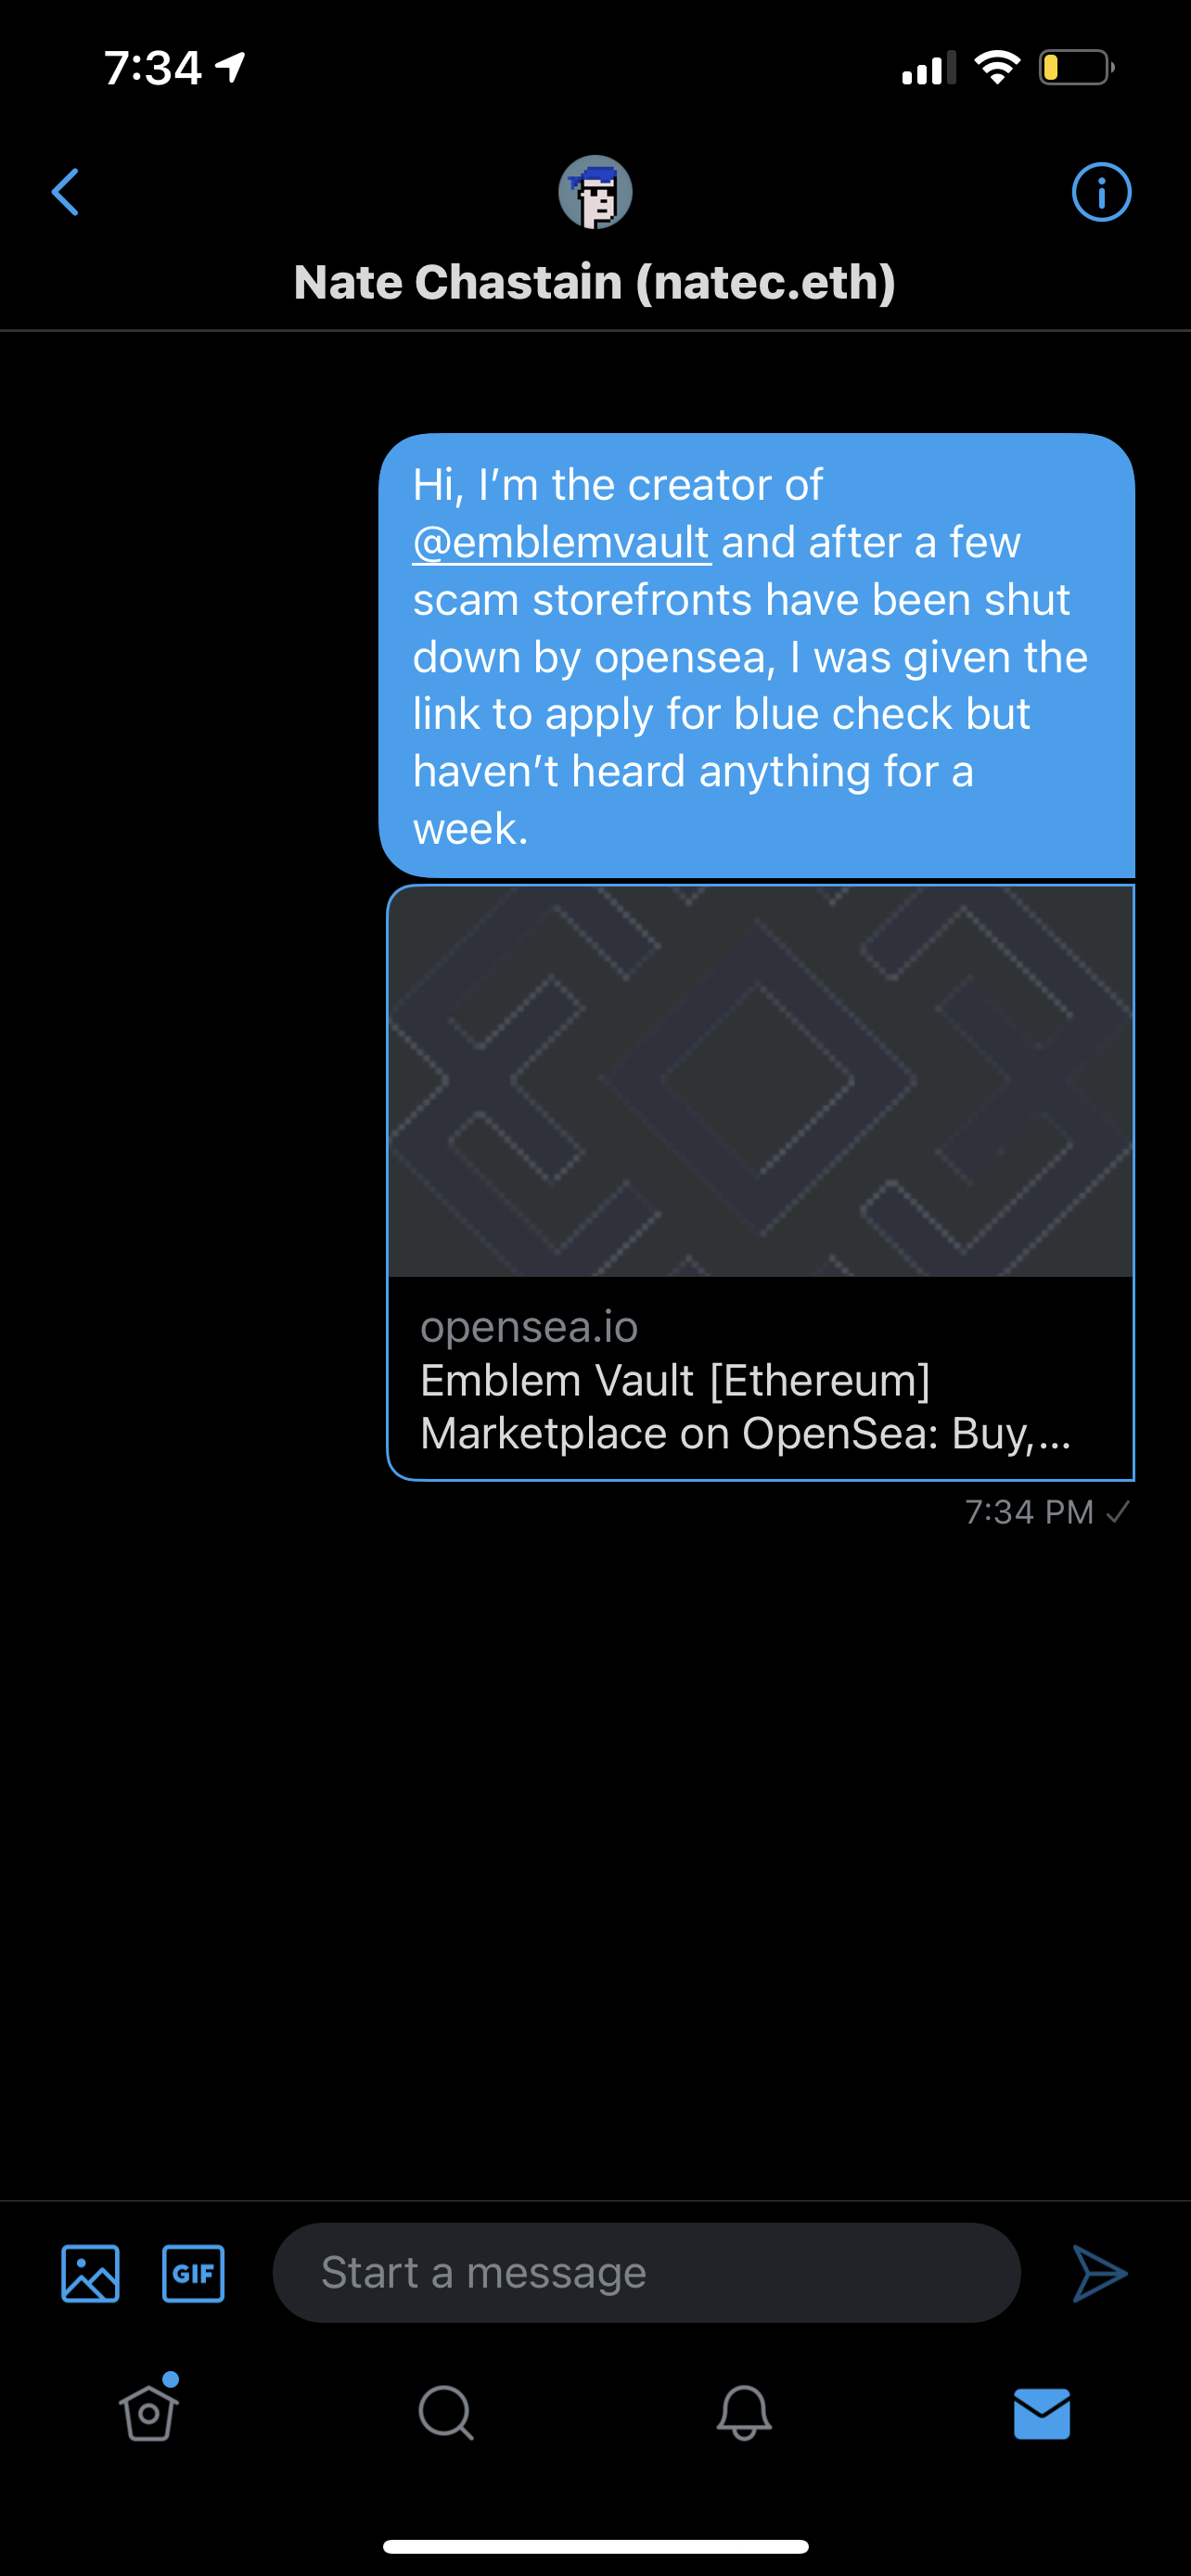 7:34
Nate Chastain (natec.eth)
Hi, I’m the creator of
@emblemvault and after a few
scam storefronts have been shut
down by opensea, I was given the
link to apply for blue check but
haven’t heard anything for a
week.
opensea.io
Emblem Vault [Ethereum]
Marketplace on OpenSea: Buy,...
7:34 PM ✓
GIF
Start a message